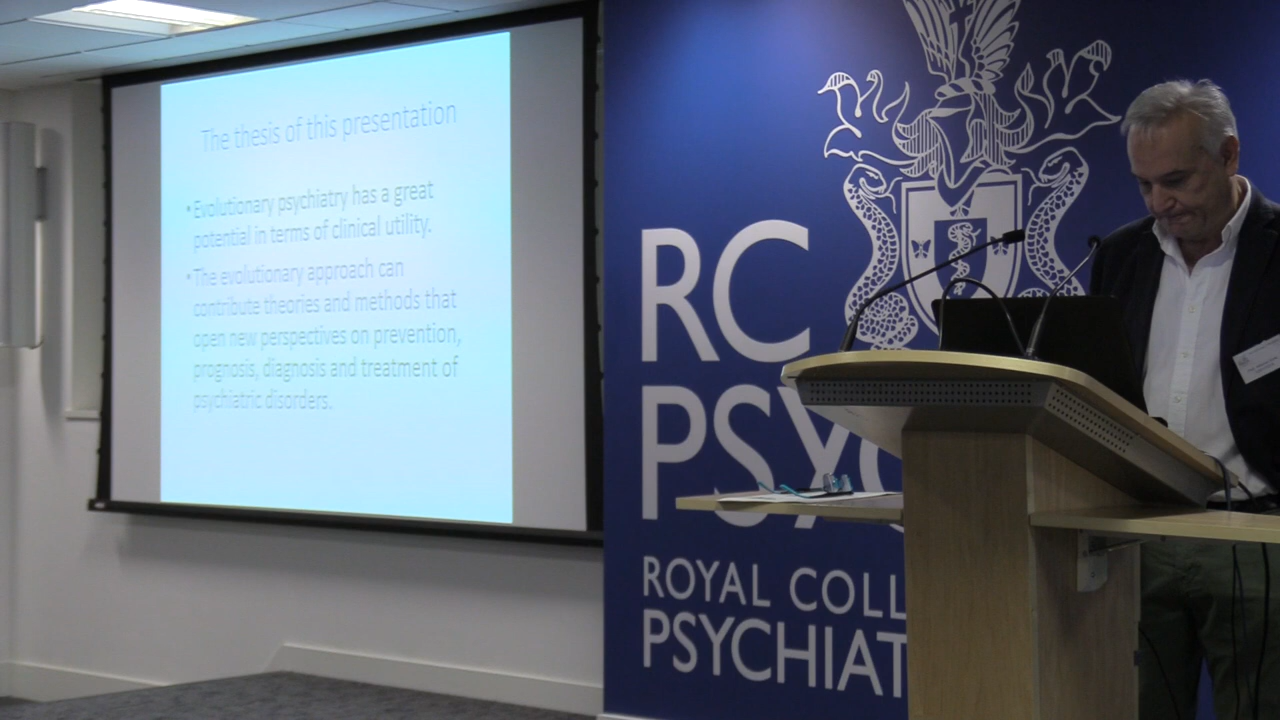 The thesis of this presentation
• Evolutionary psychiatry has a great
potential in terms of clinical utility.
• The evolutionary approach can
contribute theories and methods that
open new perspectives on prevention,
prognosis, diagnosis and treatment of
psychiatric disorders.
RC
PSYC
ROYAL COLL
PSYCHIAT